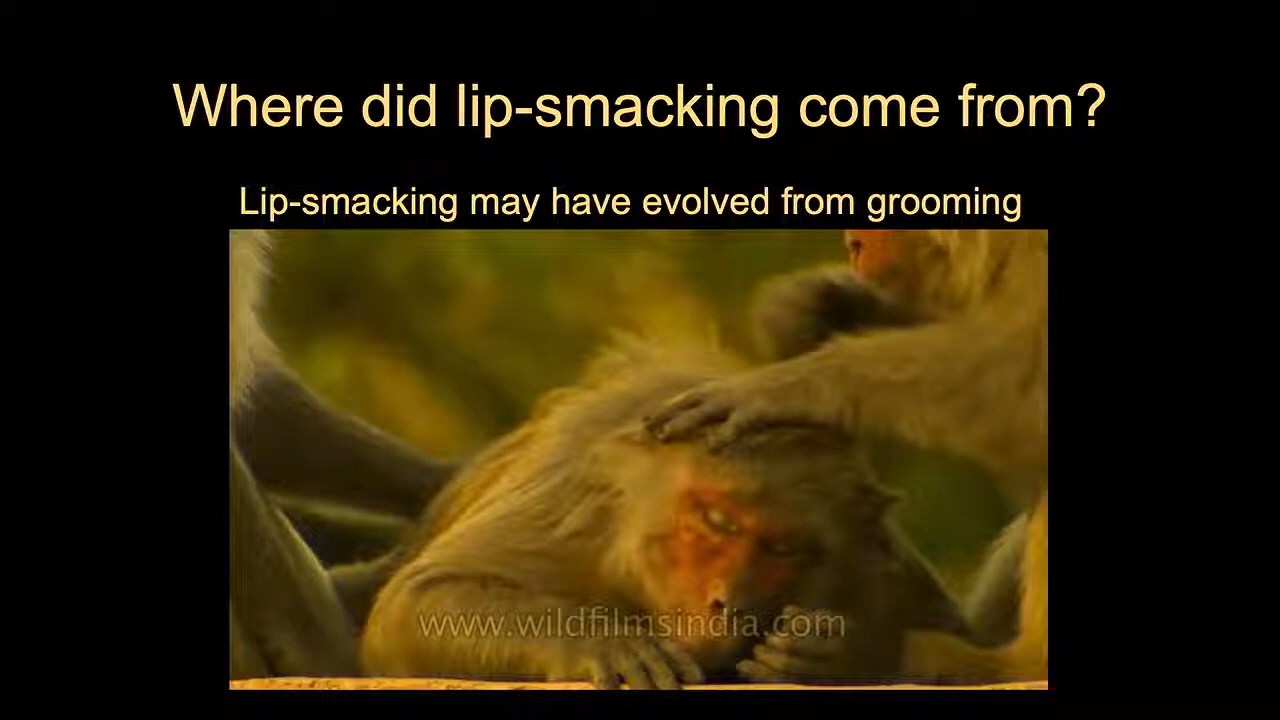 Where did lip-smacking come from?
Lip-smacking may have evolved from grooming
www.wildfilmsindia.com